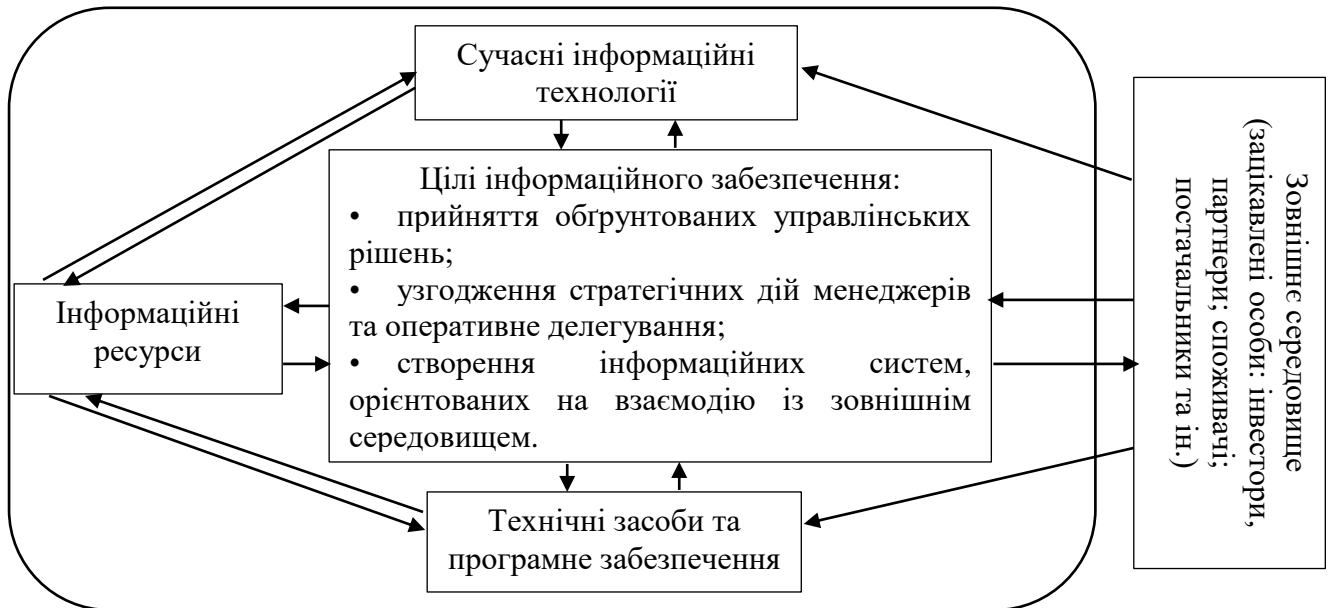 Сучасні інформаційні
технології
Цілі інформаційного забезпечення:
• прийняття обґрунтованих управлінських
рішень;
• узгодження стратегічних дій менеджерів
та оперативне делегування;
• створення інформаційних систем,
орієнтованих на взаємодію із зовнішнім
середовищем.
Інформаційні
ресурси
Технічні засоби та
програмне забезпечення
Зовнішнє середовище
(зацікавлені особи: інвестори,
партнери; споживачі;
постачальники та ін.)